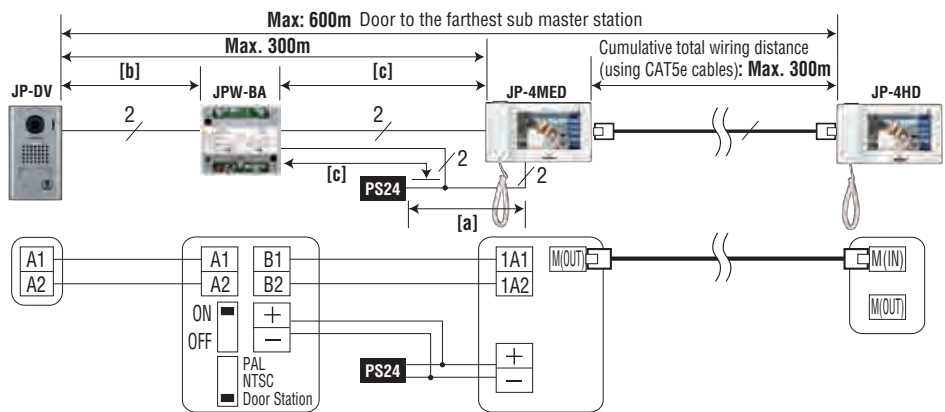 Max: 600m Door to the farthest sub master station
Max. 300m
Cumulative total wiring distance
(using CAT5e cables): Max. 300m
[b]
[c]
JP-DV
JPW-BA
JP-4MED
JP-4HD
2
2
2
2
[c]
PS24
[a]
A1
A2
A1
A2
B1
B2
ON
OFF
+
−
PAL
NTSC
Door Station
1A1
1A2
M(OUT)
PS24
+
−
M(IN)
M(OUT)